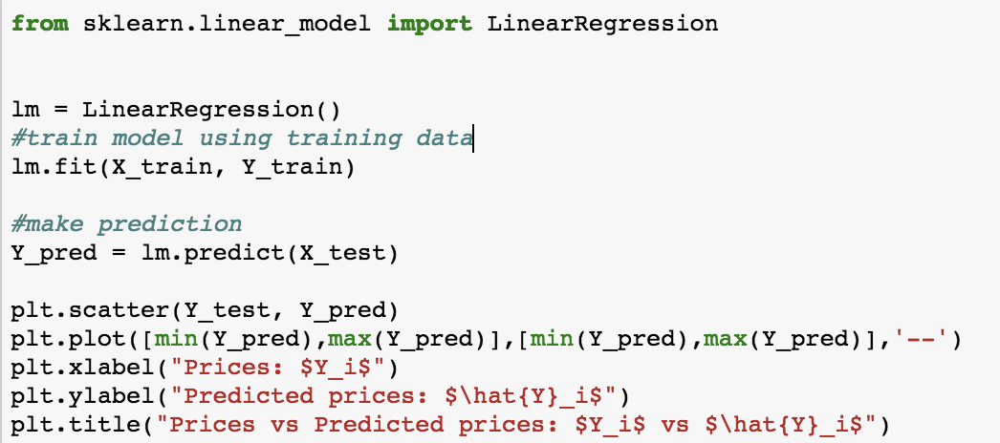 from sklearn.linear_model import LinearRegression
lm = LinearRegression()
#train model using training data
lm.fit(X_train, Y_train)
#make prediction
Y_pred = lm.predict(X_test)
plt.scatter(Y_test, Y_pred)
plt.plot([min(Y_pred),max(Y_pred)],[min(Y_pred),max(Y_pred)],'--')
plt.xlabel("Prices: $Y_i$")
plt.ylabel("Predicted prices: $\hat{Y}_i$")
plt.title("Prices vs Predicted prices: $Y_i$ vs $\hat{Y}_i$")